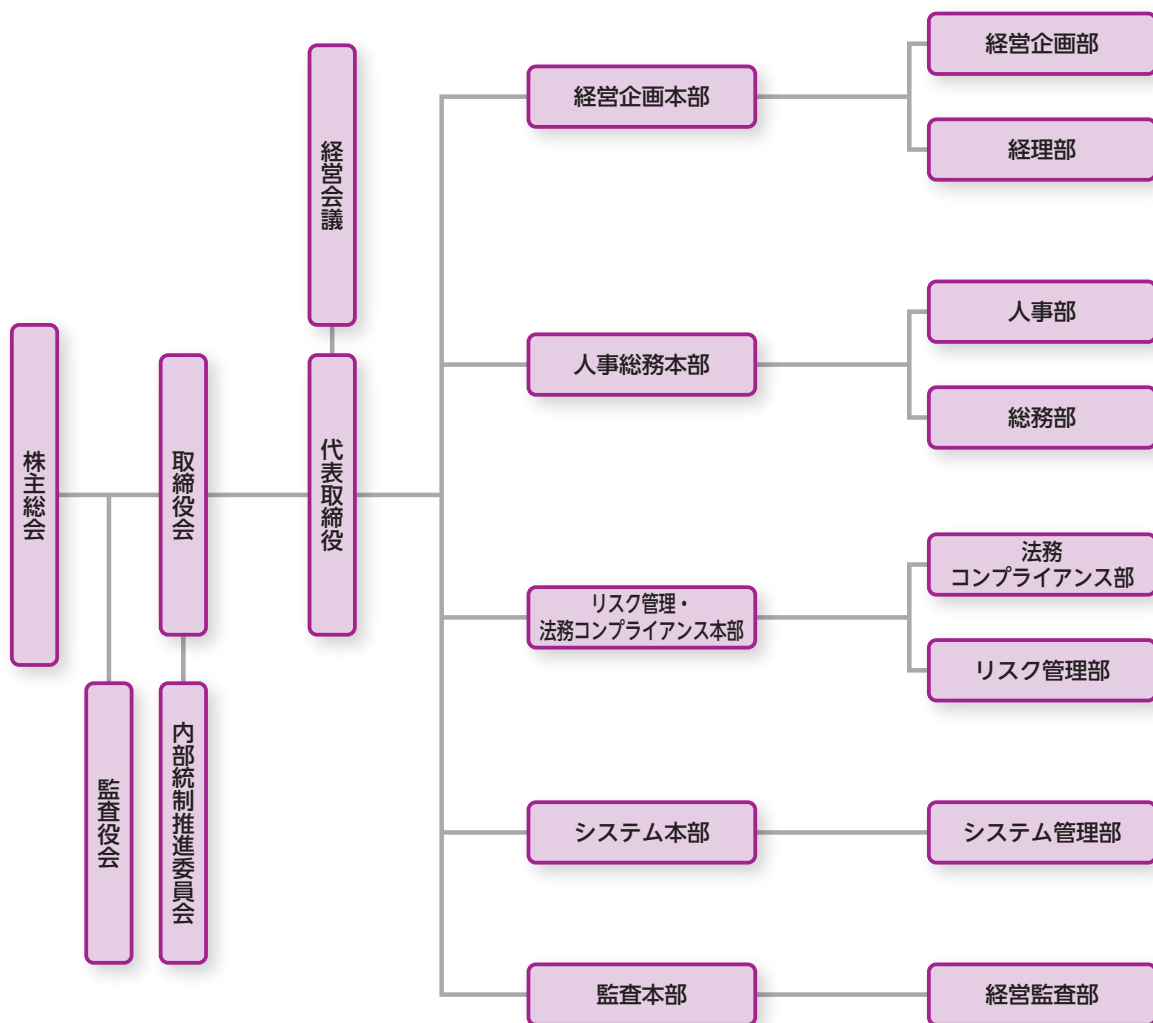 株主総会
監査役会
取締役会
内部統制推進委員会
経営会議
代表取締役
経営企画本部
経営企画部
経理部
人事総務本部
人事部
総務部
リスク管理・
法務コンプライアンス本部
法務
コンプライアンス部
リスク管理部
システム本部
システム管理部
監査本部
経営監査部